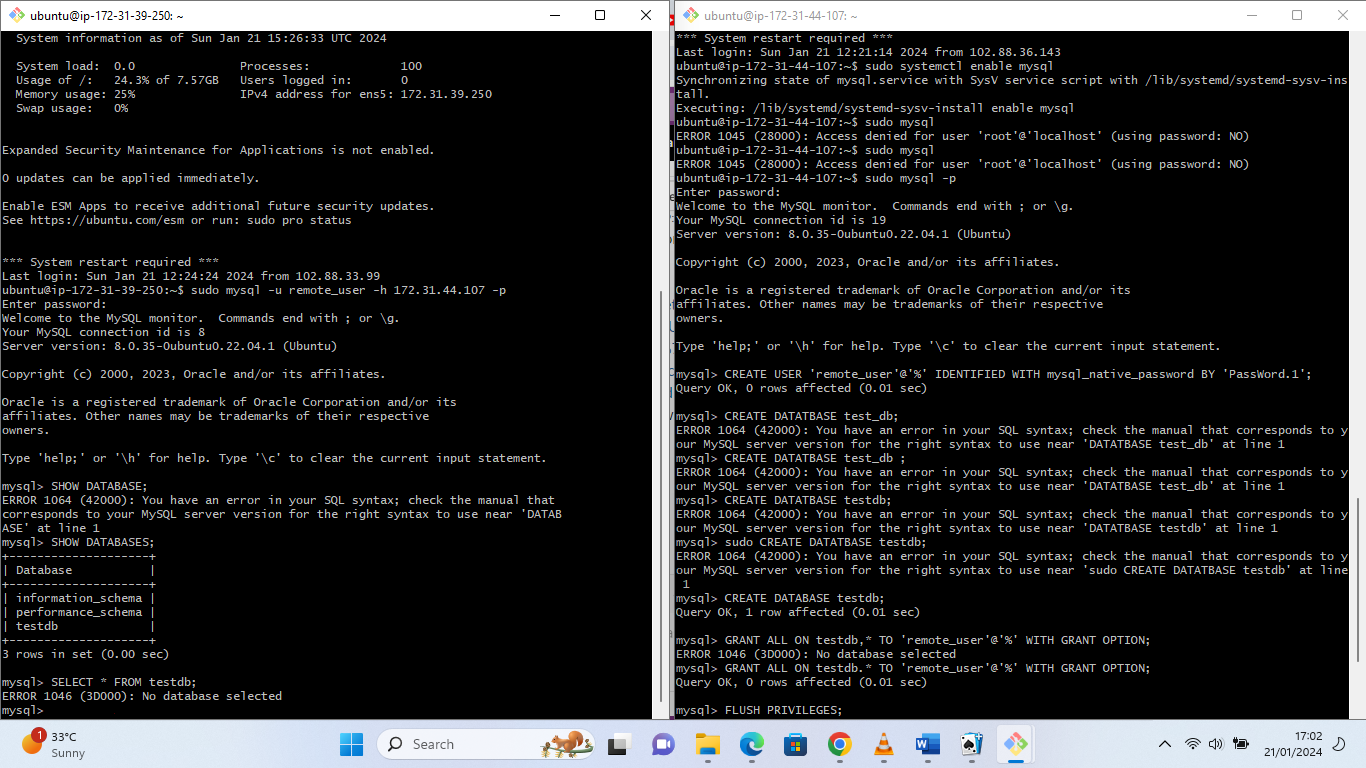 ubuntu@ip-172-31-39-250: ~
System information as of Sun Jan 21 15:26:33 UTC 2024
System load:  0.0    Processes:    100
Usage of /:   24.3% of 7.57GB   Users logged in:    0
Memory usage: 25%    IPv4 address for ens5: 172.31.39.250
Swap usage:   0%
Expanded Security Maintenance for Applications is not enabled.
0 updates can be applied immediately.
Enable ESM Apps to receive additional future security updates.
See https://ubuntu.com/esm or run: sudo pro status
*** System restart required ***
Last login: Sun Jan 21 12:24:24 2024 from 102.88.33.99
ubuntu@ip-172-31-39-250:~$ sudo mysql -u remote_user -h 172.31.44.107 -p
Enter password:
Welcome to the MySQL monitor.  Commands end with ; or \g.
Your MySQL connection id is 8
Server version: 8.0.35-0ubuntu0.22.04.1 (Ubuntu)
Copyright (c) 2000, 2023, Oracle and/or its affiliates.
Oracle is a registered trademark of Oracle Corporation and/or its
affiliates. Other names may be trademarks of their respective
owners.
Type 'help;' or '\h' for help. Type '\c' to clear the current input statement.
mysql> SHOW DATABASE;
ERROR 1064 (42000): You have an error in your SQL syntax; check the manual that
corresponds to your MySQL server version for the right syntax to use near 'DATAB
ASE' at line 1
mysql> SHOW DATABASES;
+--------------------+
| Database           |
+--------------------+
| information_schema |
| performance_schema |
| testdb             |
+--------------------+
3 rows in set (0.00 sec)
mysql> SELECT * FROM testdb;
ERROR 1046 (3D000): No database selected
mysql>
ubuntu@ip-172-31-44-107: ~
*** System restart required ***
Last login: Sun Jan 21 12:21:14 2024 from 102.88.36.143
ubuntu@ip-172-31-44-107:~$ sudo systemctl enable mysql
Synchronizing state of mysql.service with SysV service script with /lib/systemd/systemd-sysv-ins
tall.
Executing: /lib/systemd/systemd-sysv-install enable mysql
ubuntu@ip-172-31-44-107:~$ sudo mysql
ERROR 1045 (28000): Access denied for user 'root'@'localhost' (using password: NO)
ubuntu@ip-172-31-44-107:~$ sudo mysql
ERROR 1045 (28000): Access denied for user 'root'@'localhost' (using password: NO)
ubuntu@ip-172-31-44-107:~$ sudo mysql -p
Enter password:
Welcome to the MySQL monitor.  Commands end with ; or \g.
Your MySQL connection id is 19
Server version: 8.0.35-0ubuntu0.22.04.1 (Ubuntu)
Copyright (c) 2000, 2023, Oracle and/or its affiliates.
Oracle is a registered trademark of Oracle Corporation and/or its
affiliates. Other names may be trademarks of their respective
owners.
Type 'help;' or '\h' for help. Type '\c' to clear the current input statement.
mysql> CREATE USER 'remote_user'@'%' IDENTIFIED WITH mysql_native_password BY 'PassWord.1';
Query OK, 0 rows affected (0.01 sec)
mysql> CREATE DATATBASE test_db;
ERROR 1064 (42000): You have an error in your SQL syntax; check the manual that corresponds to y
our MySQL server version for the right syntax to use near 'DATATBASE test_db' at line 1
mysql> CREATE DATATBASE test_db ;
ERROR 1064 (42000): You have an error in your SQL syntax; check the manual that corresponds to y
our MySQL server version for the right syntax to use near 'DATATBASE test_db' at line 1
mysql> CREATE DATATBASE testdb;
ERROR 1064 (42000): You have an error in your SQL syntax; check the manual that corresponds to y
our MySQL server version for the right syntax to use near 'DATATBASE testdb' at line 1
mysql> sudo CREATE DATATBASE testdb;
ERROR 1064 (42000): You have an error in your SQL syntax; check the manual that corresponds to y
our MySQL server version for the right syntax to use near 'sudo CREATE DATATBASE testdb' at line
 1
mysql> CREATE DATABASE testdb;
Query OK, 1 row affected (0.01 sec)
mysql> GRANT ALL ON testdb,* TO 'remote_user'@'%' WITH GRANT OPTION;
ERROR 1046 (3D000): No database selected
mysql> GRANT ALL ON testdb.* TO 'remote_user'@'%' WITH GRANT OPTION;
Query OK, 0 rows affected (0.01 sec)
mysql> FLUSH PRIVILEGES;
1
33°C
Sunny
Search
17:02
21/01/2024